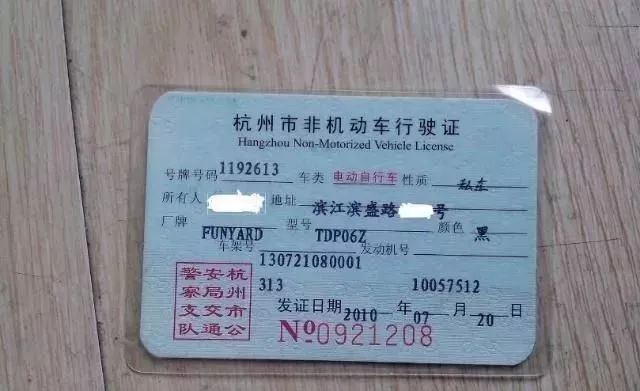 杭州市非机动车行驶证
Hangzhou Non-Motorized Vehicle License
号牌号码 1192613 车类 电动自行车 性质 私车
所有人 地址 滨江滨盛路 号
厂牌 FUNYARD 型号 TDP06Z 颜色 黑
车架号 130721080001 发动机号
313 10057512
发证日期 2010 年 07 月 20 日
杭州市公
安局交通
警察支队
№0921208